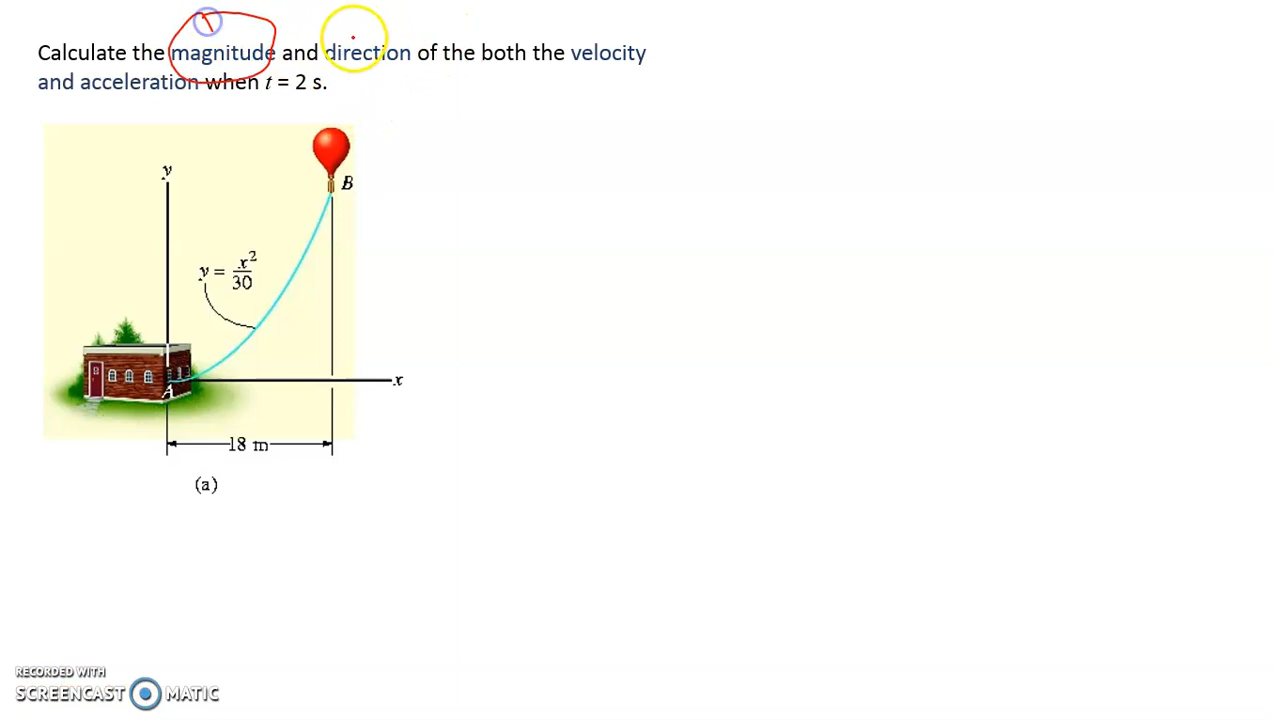 Calculate the magnitude and direction of the both the velocity
and acceleration when t = 2 s.
y
B
y = x²/30
A
x
18 m
(a)
RECORDED WITH
SCREENCAST MATIC